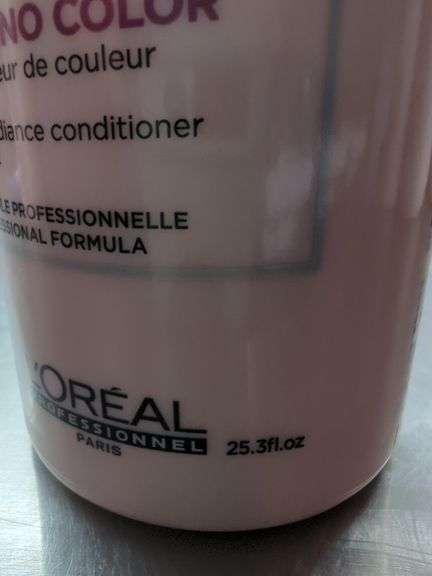 NO COLOR
eur de couleur
diance conditioner
LE PROFESSIONNELLE
SSIONAL FORMULA
L'ORÉAL
PROFESSIONNEL
PARIS
25.3fl.oz